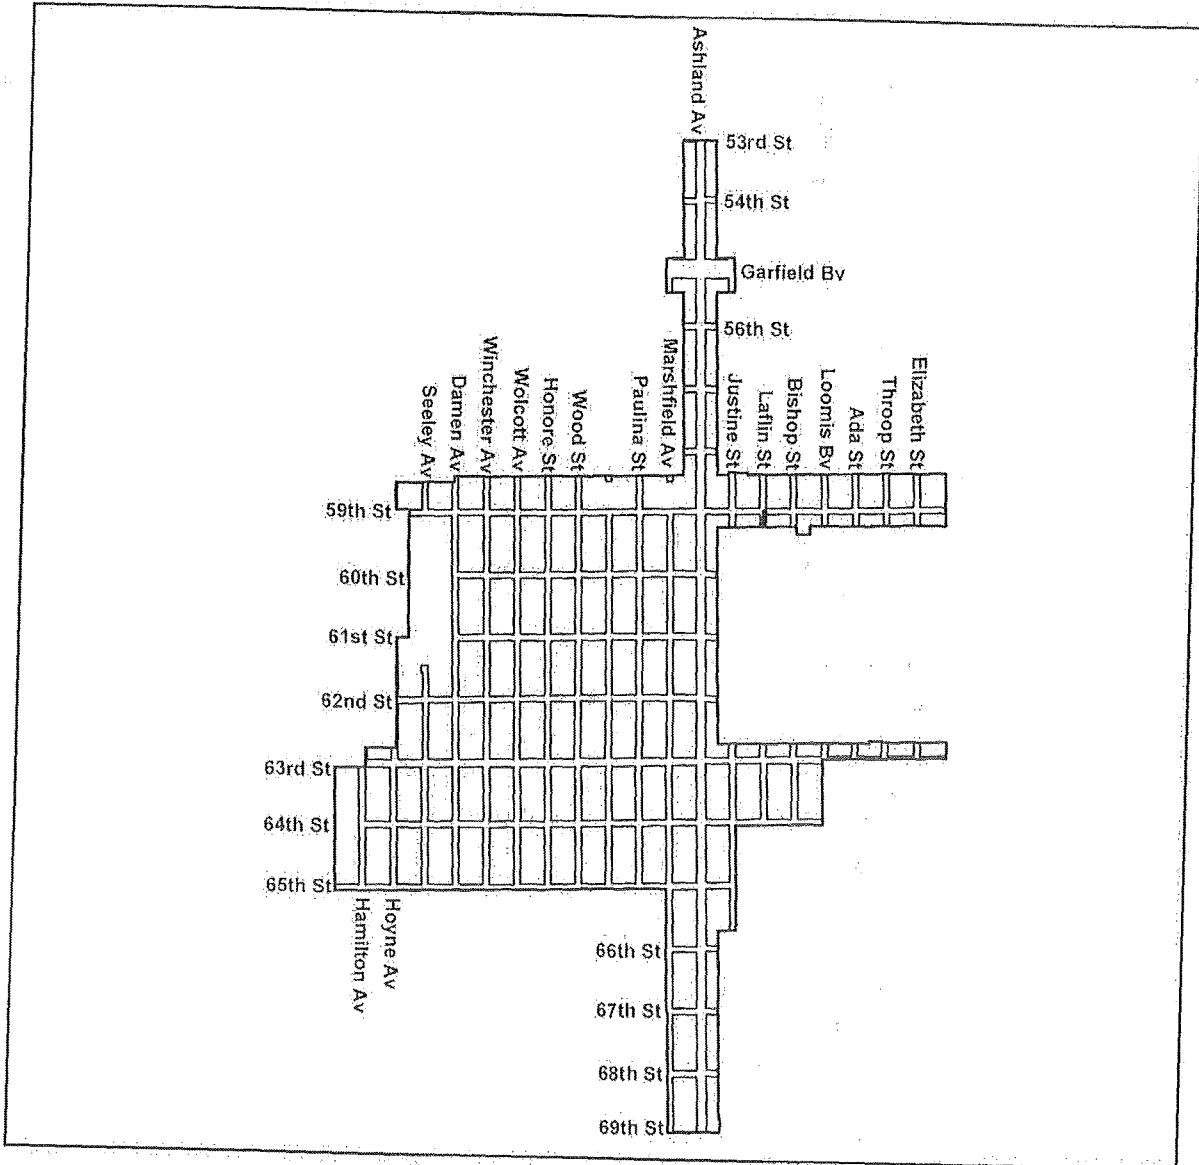 Ashland Av
53rd St
54th St
Garfield Bv
56th St
Seeley Av
Damen Av
Winchester Av
Wolcott Av
Honore St
Wood St
Paulina St
Marshfield Av
Justine St
Laflin St
Bishop St
Loomis Bv
Ada St
Throop St
Elizabeth St
59th St
60th St
61st St
62nd St
63rd St
64th St
65th St
Hamilton Av
Hoyne Av
66th St
67th St
68th St
69th St